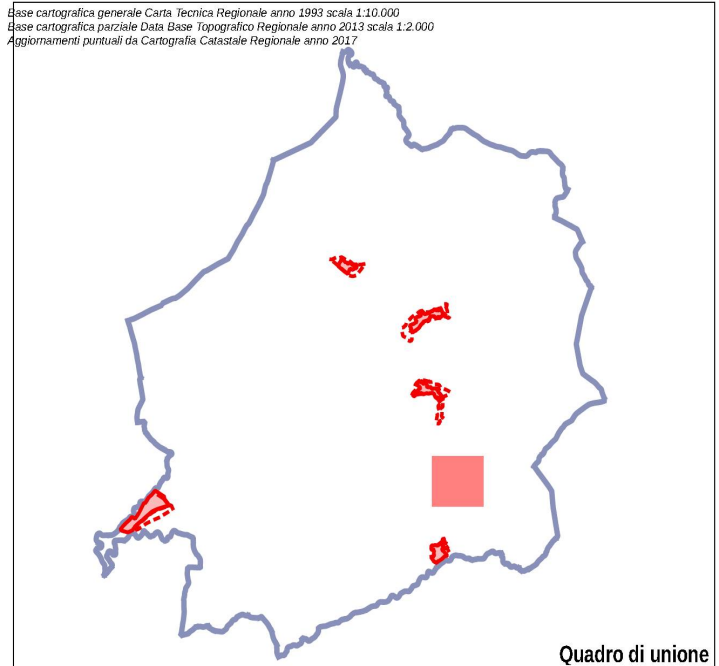 Base cartografica generale Carta Tecnica Regionale anno 1993 scala 1:10.000
Base cartografica parziale Data Base Topografico Regionale anno 2013 scala 1:2.000
Aggiornamenti puntuali da Cartografia Catastale Regionale anno 2017
Quadro di unione